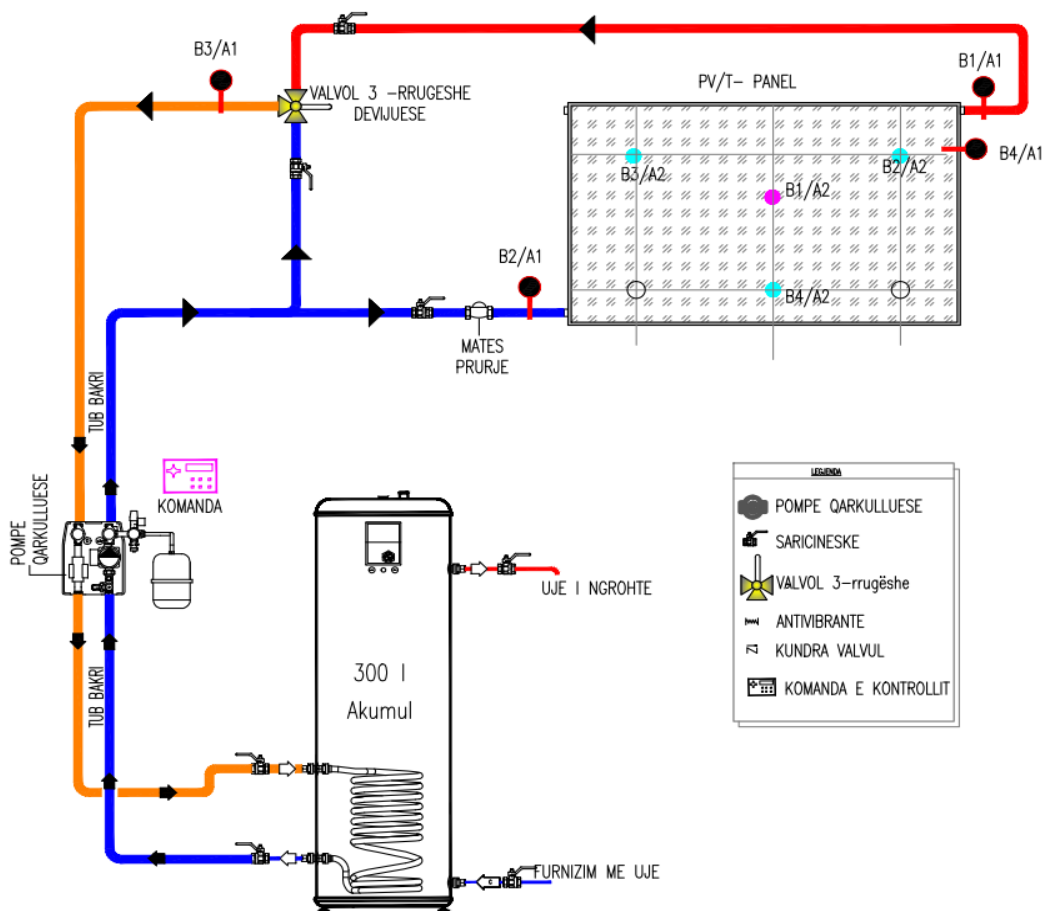 B3/A1
VALVOL 3 -RRUGESHE
DEVIJUESE
PV/T- PANEL
B1/A1
B4/A1
B3/A2
B2/A2
B1/A2
B4/A2
B2/A1
MATES
PRURJE
TUB BAKRI
KOMANDA
POMPE
QARKULLUESE
TUB BAKRI
UJE I NGROHTE
300 l
Akumul
FURNIZIM ME UJE
LEGJENDA
POMPE QARKULLUESE
SARICINESKE
VALVOL 3-rrugëshe
ANTIVIBRANTE
KUNDRA VALVUL
KOMANDA E KONTROLLIT